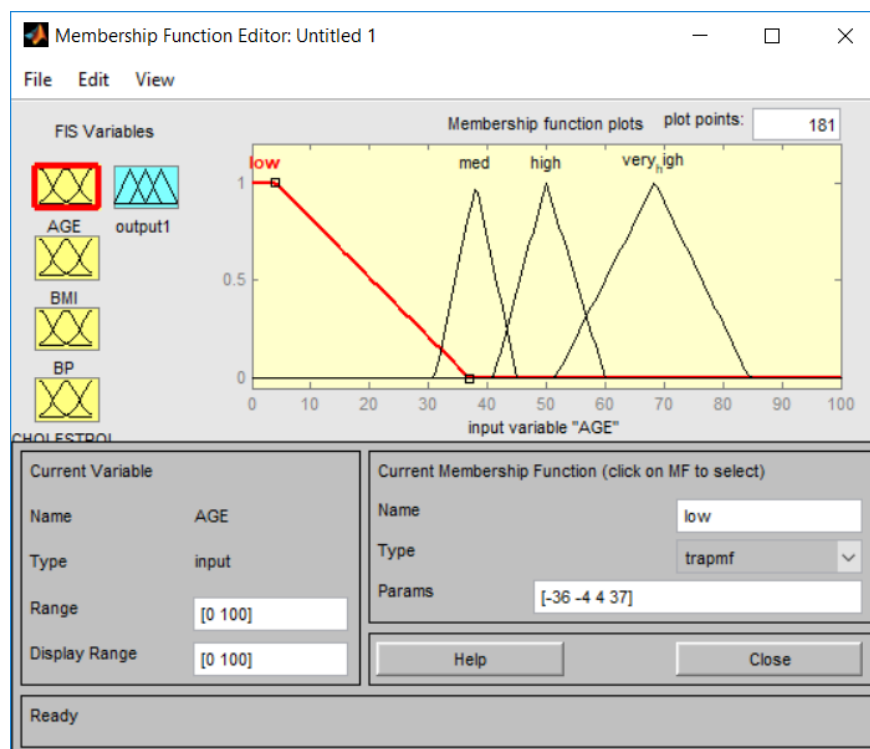 Membership Function Editor: Untitled 1
File Edit View
FIS Variables
Membership function plots plot points: 181
AGE
output1
BMI
BP
CHOLESTROL
low
med
high
very_high
1
0.5
0
0 10 20 30 40 50 60 70 80 90 100
input variable "AGE"
Current Variable
Name AGE
Type input
Range [0 100]
Display Range [0 100]
Current Membership Function (click on MF to select)
Name low
Type trapmf
Params [-36 -4 4 37]
Help Close
Ready